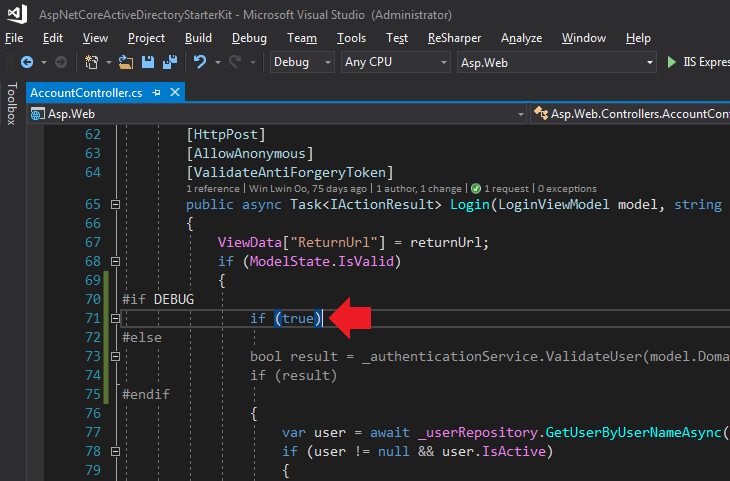 AspNetCoreActiveDirectoryStarterKit - Microsoft Visual Studio (Administrator)
File Edit View Project Build Debug Team Tools Test ReSharper Analyze Window Help
Debug Any CPU Asp.Web IIS Expres
Toolbox
AccountController.cs
Asp.Web Asp.Web.Controllers.AccountCont
62 [HttpPost]
63 [AllowAnonymous]
64 [ValidateAntiForgeryToken]
1 reference | Win Lwin Oo, 75 days ago | 1 author, 1 change | 1 request | 0 exceptions
65 public async Task<IActionResult> Login(LoginViewModel model, string
66 {
67 ViewData["ReturnUrl"] = returnUrl;
68 if (ModelState.IsValid)
69 {
70 #if DEBUG
71 if (true)
72 #else
73 bool result = _authenticationService.ValidateUser(model.Doma
74 if (result)
75 #endif
76 {
77 var user = await _userRepository.GetUserByUserNameAsync(
78 if (user != null && user.IsActive)
79 {